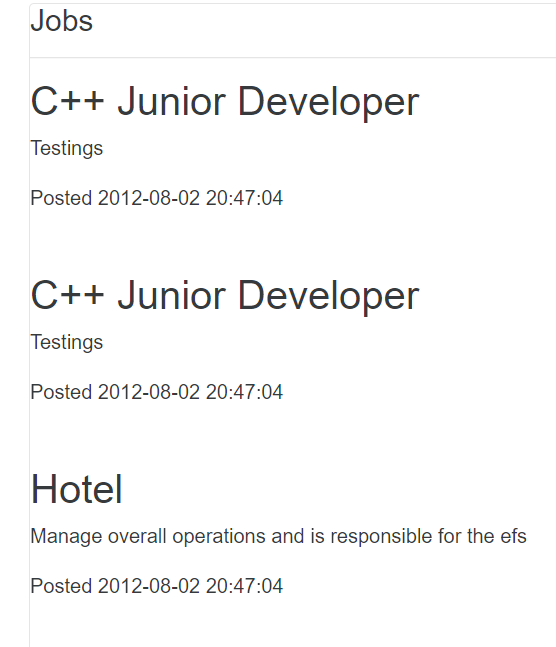 Jobs
C++ Junior Developer
Testings
Posted 2012-08-02 20:47:04
C++ Junior Developer
Testings
Posted 2012-08-02 20:47:04
Hotel
Manage overall operations and is responsible for the efs
Posted 2012-08-02 20:47:04